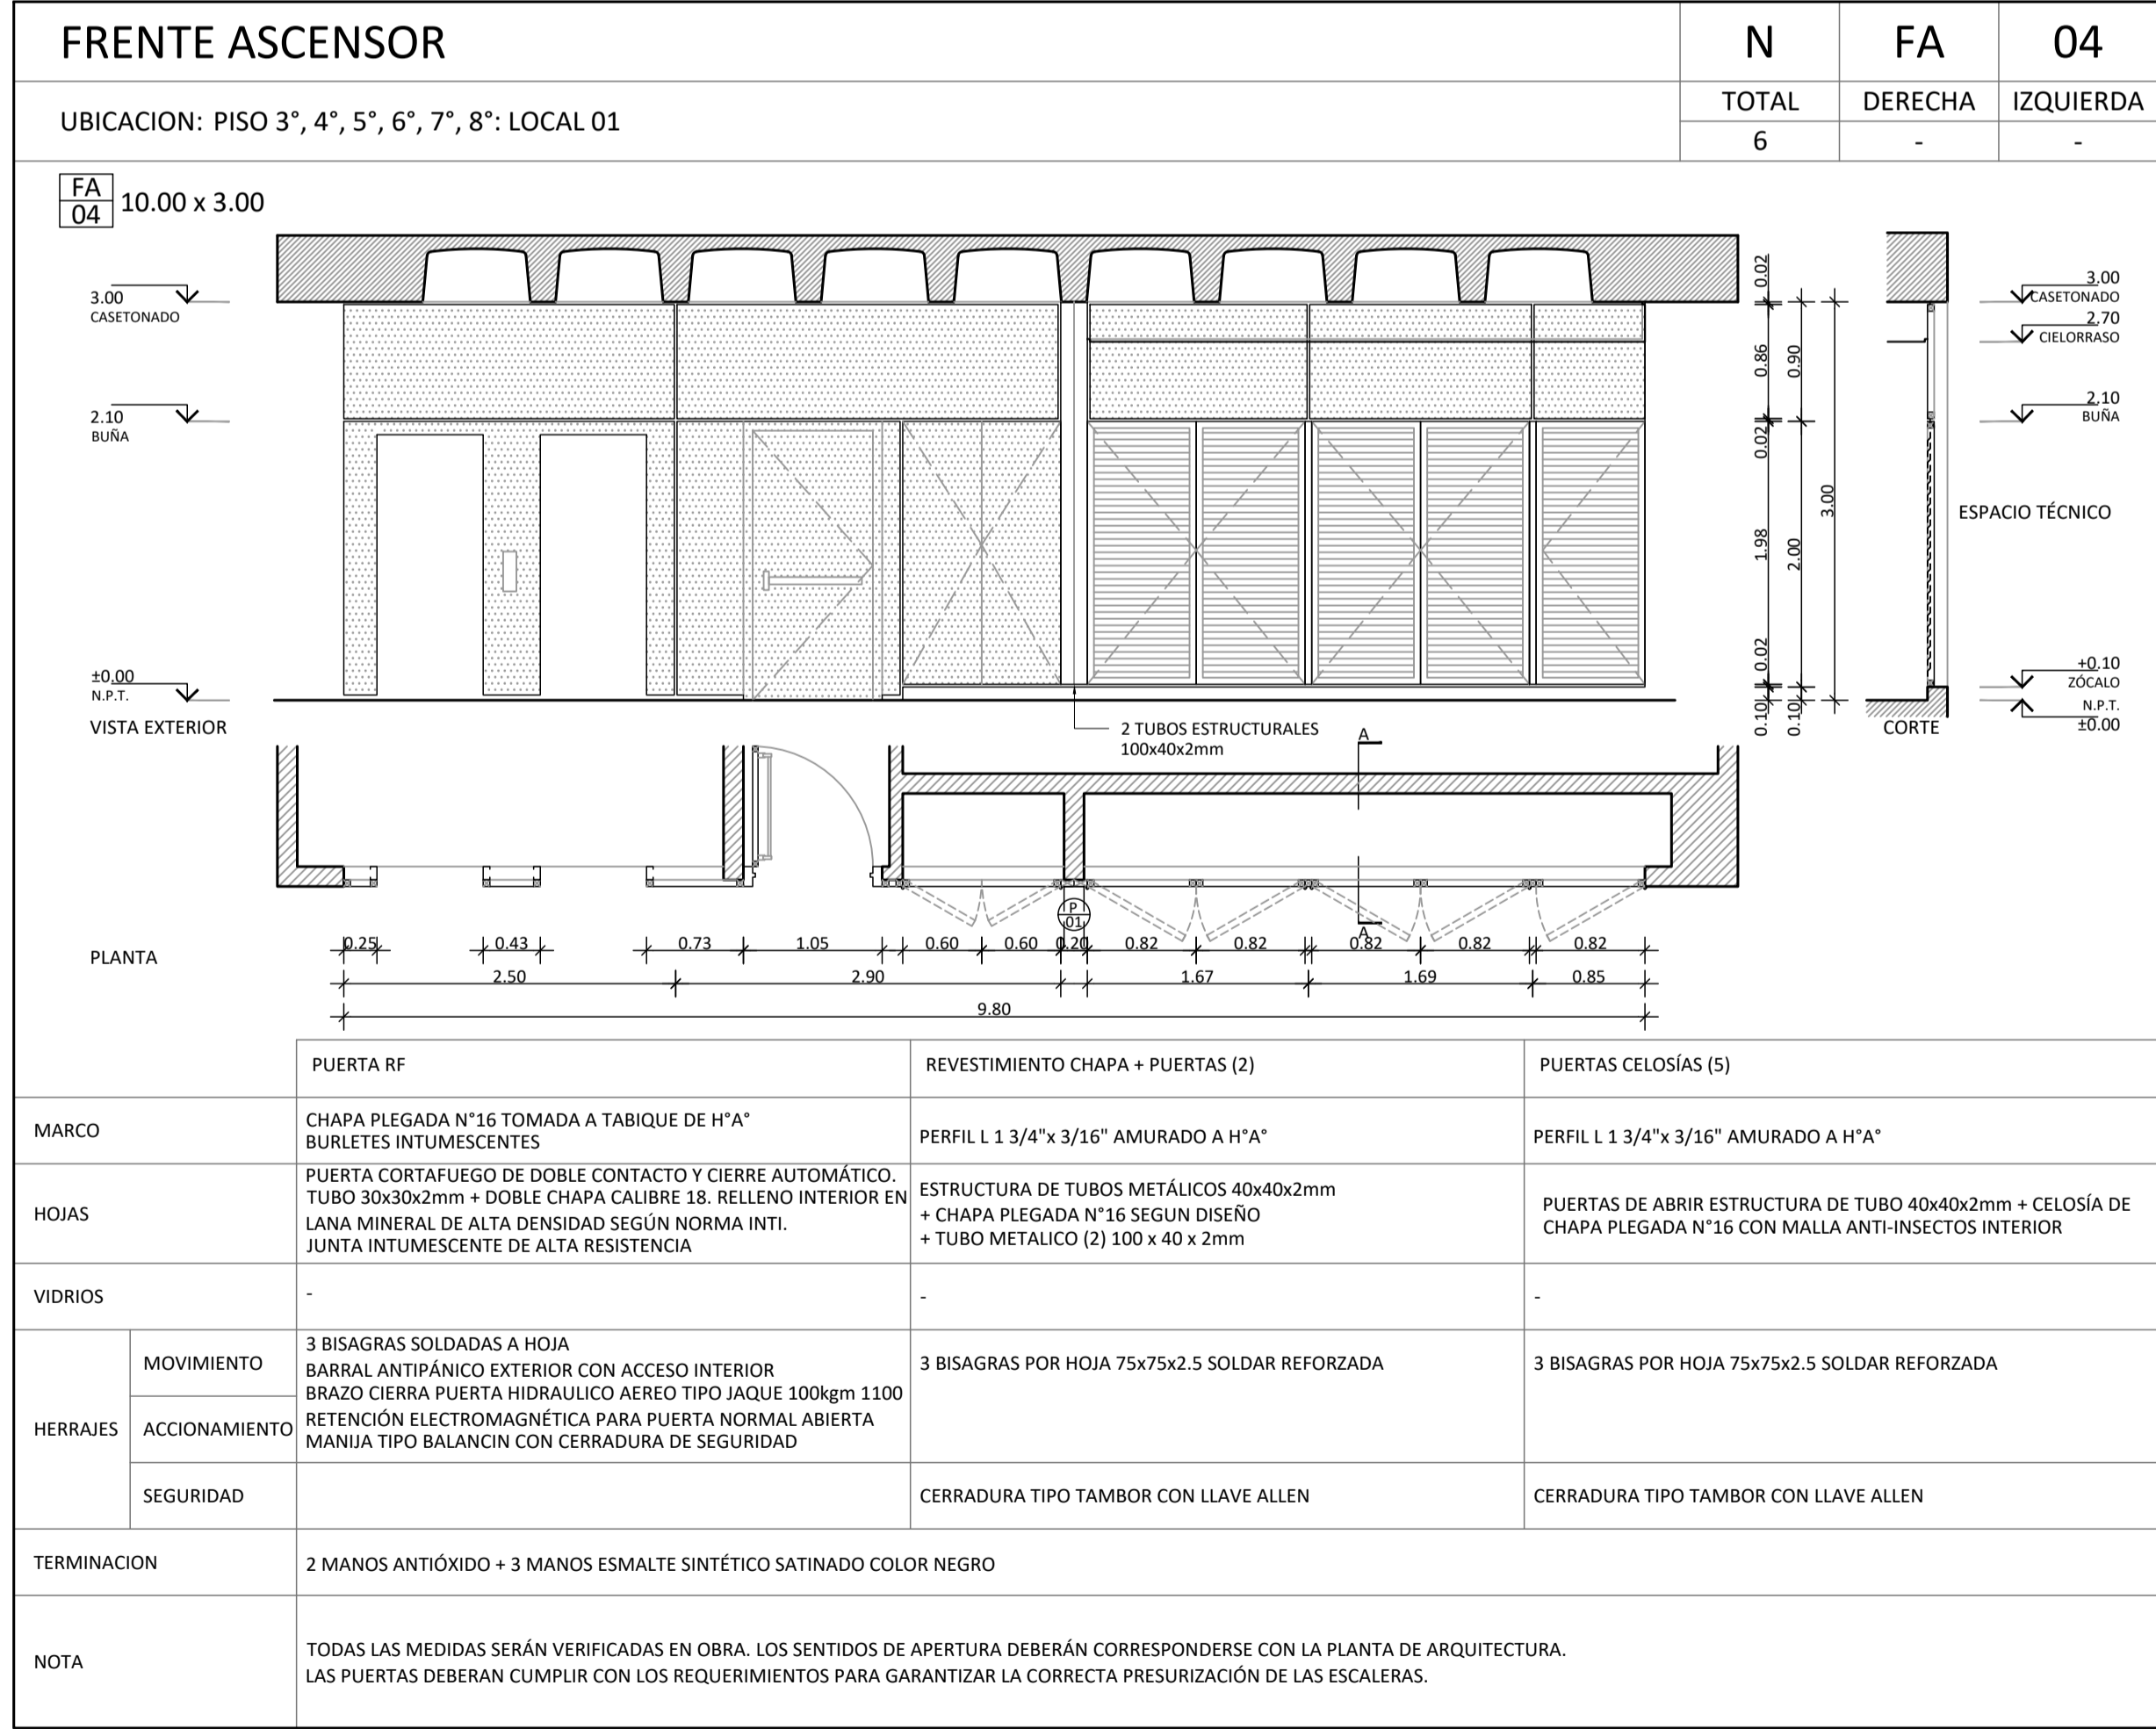 FRENTE ASCENSOR
N
FA
04
UBICACION: PISO 3°, 4°, 5°, 6°, 7°, 8°: LOCAL 01
TOTAL
DERECHA
IZQUIERDA
6
-
-
FA
04
10.00 x 3.00
3.00
CASETONADO
2.10
BUÑA
±0.00
N.P.T.
VISTA EXTERIOR
0.02
0.86
0.90
0.02
3.00
1.98
2.00
0.02
0.10
0.10
3.00
CASETONADO
2.70
CIELORRASO
2.10
BUÑA
ESPACIO TÉCNICO
+0.10
ZÓCALO
N.P.T.
±0.00
CORTE
2 TUBOS ESTRUCTURALES
100x40x2mm
A
P
01
A
PLANTA
0.25
0.43
0.73
1.05
0.60
0.60
0.20
0.82
0.82
0.82
0.82
0.82
2.50
2.90
1.67
1.69
0.85
9.80
PUERTA RF
REVESTIMIENTO CHAPA + PUERTAS (2)
PUERTAS CELOSÍAS (5)
MARCO
CHAPA PLEGADA N°16 TOMADA A TABIQUE DE H°A°
BURLETES INTUMESCENTES
PERFIL L 1 3/4"x 3/16" AMURADO A H°A°
PERFIL L 1 3/4"x 3/16" AMURADO A H°A°
HOJAS
PUERTA CORTAFUEGO DE DOBLE CONTACTO Y CIERRE AUTOMÁTICO.
TUBO 30x30x2mm + DOBLE CHAPA CALIBRE 18. RELLENO INTERIOR EN
LANA MINERAL DE ALTA DENSIDAD SEGÚN NORMA INTI.
JUNTA INTUMESCENTE DE ALTA RESISTENCIA
ESTRUCTURA DE TUBOS METÁLICOS 40x40x2mm
+ CHAPA PLEGADA N°16 SEGUN DISEÑO
+ TUBO METALICO (2) 100 x 40 x 2mm
PUERTAS DE ABRIR ESTRUCTURA DE TUBO 40x40x2mm + CELOSÍA DE
CHAPA PLEGADA N°16 CON MALLA ANTI-INSECTOS INTERIOR
VIDRIOS
-
-
-
HERRAJES
MOVIMIENTO
ACCIONAMIENTO
3 BISAGRAS SOLDADAS A HOJA
BARRAL ANTIPÁNICO EXTERIOR CON ACCESO INTERIOR
BRAZO CIERRA PUERTA HIDRAULICO AEREO TIPO JAQUE 100kgm 1100
RETENCIÓN ELECTROMAGNÉTICA PARA PUERTA NORMAL ABIERTA
MANIJA TIPO BALANCIN CON CERRADURA DE SEGURIDAD
3 BISAGRAS POR HOJA 75x75x2.5 SOLDAR REFORZADA
3 BISAGRAS POR HOJA 75x75x2.5 SOLDAR REFORZADA
SEGURIDAD
CERRADURA TIPO TAMBOR CON LLAVE ALLEN
CERRADURA TIPO TAMBOR CON LLAVE ALLEN
TERMINACION
2 MANOS ANTIÓXIDO + 3 MANOS ESMALTE SINTÉTICO SATINADO COLOR NEGRO
NOTA
TODAS LAS MEDIDAS SERÁN VERIFICADAS EN OBRA. LOS SENTIDOS DE APERTURA DEBERÁN CORRESPONDERSE CON LA PLANTA DE ARQUITECTURA.
LAS PUERTAS DEBERAN CUMPLIR CON LOS REQUERIMIENTOS PARA GARANTIZAR LA CORRECTA PRESURIZACIÓN DE LAS ESCALERAS.